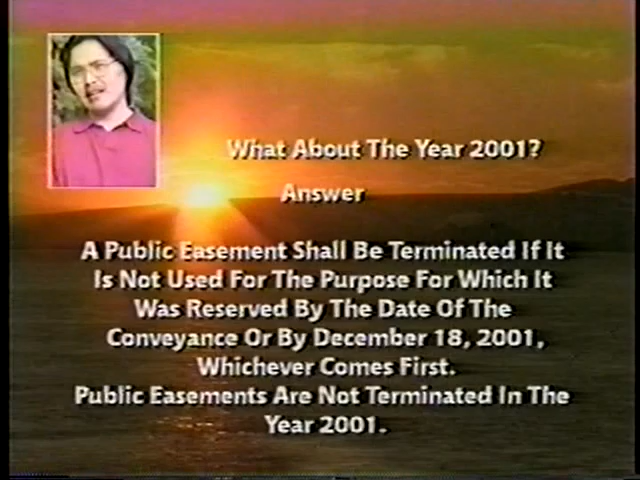 What About The Year 2001?
Answer
A Public Easement Shall Be Terminated If It
Is Not Used For The Purpose For Which It
Was Reserved By The Date Of The
Conveyance Or By December 18, 2001,
Whichever Comes First.
Public Easements Are Not Terminated In The
Year 2001.